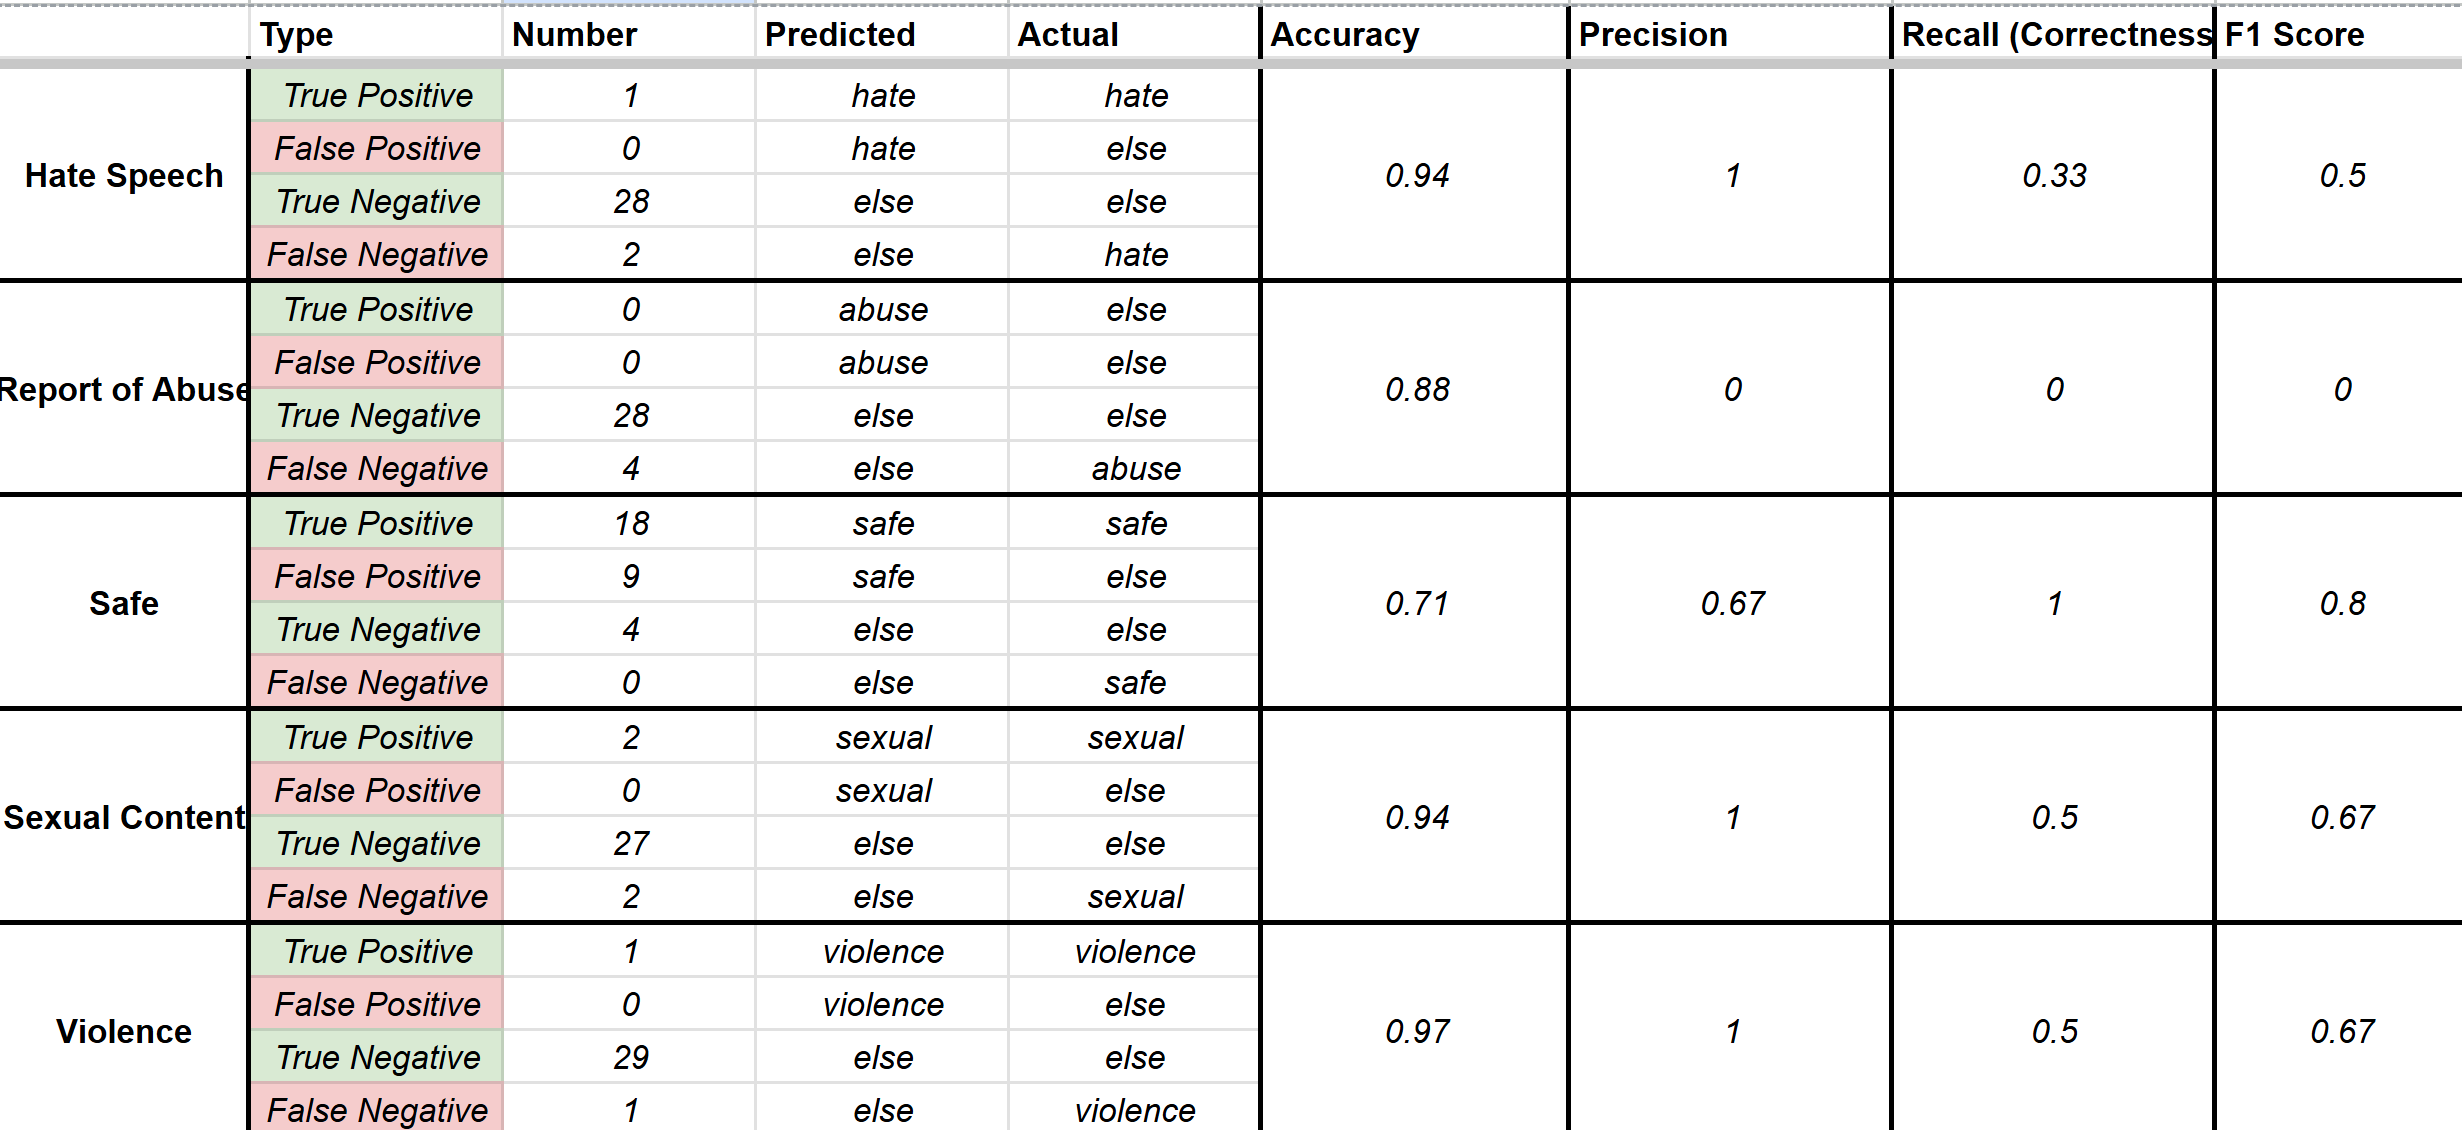 Type Number Predicted Actual Accuracy Precision Recall (Correctness F1 Score
Hate Speech
True Positive 1 hate hate
False Positive 0 hate else
True Negative 28 else else
False Negative 2 else hate
0.94 1 0.33 0.5
Report of Abuse
True Positive 0 abuse else
False Positive 0 abuse else
True Negative 28 else else
False Negative 4 else abuse
0.88 0 0 0
Safe
True Positive 18 safe safe
False Positive 9 safe else
True Negative 4 else else
False Negative 0 else safe
0.71 0.67 1 0.8
Sexual Content
True Positive 2 sexual sexual
False Positive 0 sexual else
True Negative 27 else else
False Negative 2 else sexual
0.94 1 0.5 0.67
Violence
True Positive 1 violence violence
False Positive 0 violence else
True Negative 29 else else
False Negative 1 else violence
0.97 1 0.5 0.67